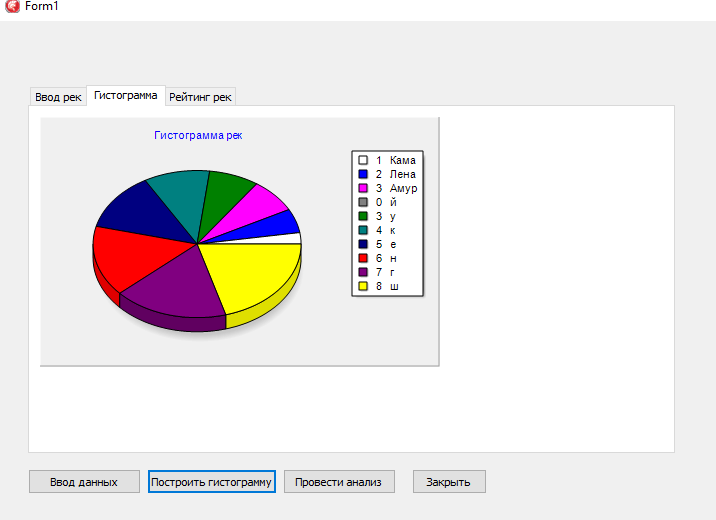 Form1
Ввод рек Гистограмма Рейтинг рек
Гистограмма рек
1 Кама
2 Лена
3 Амур
0 й
3 у
4 к
5 е
6 н
7 г
8 ш
Ввод данных Построить гистограмму Провести анализ Закрыть